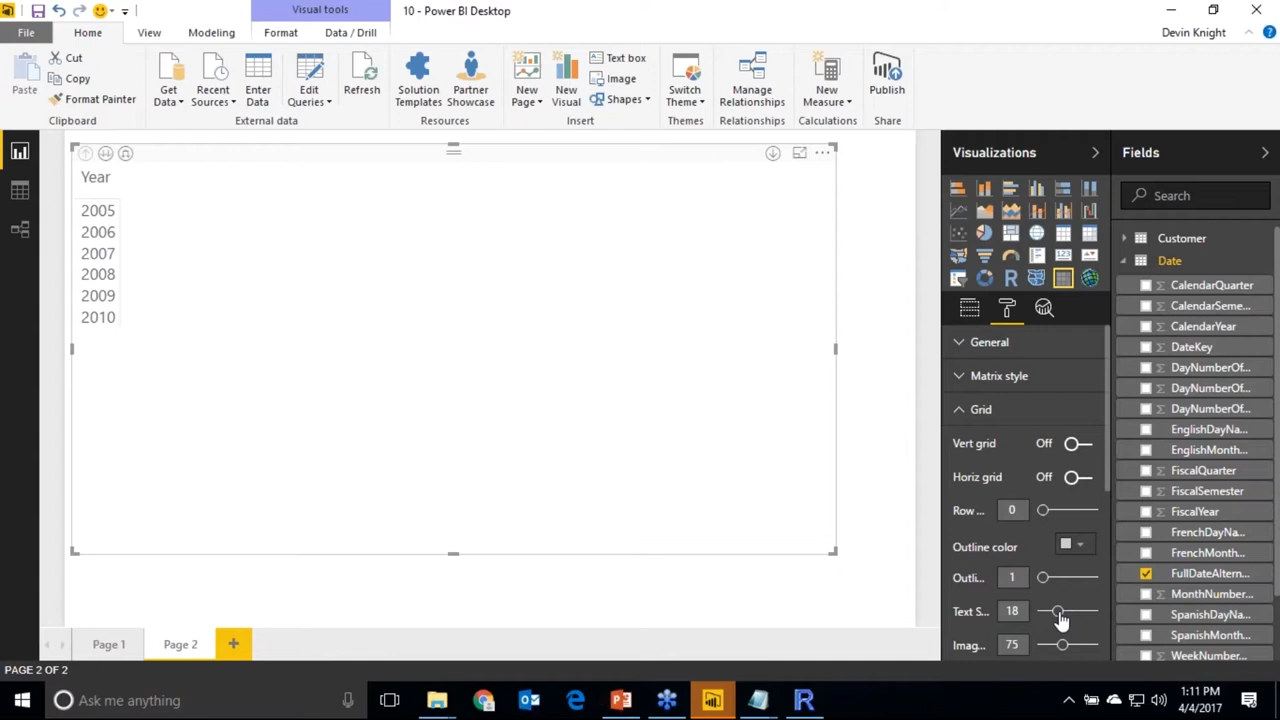 Visual tools
10 - Power BI Desktop
File
Home
View
Modeling
Format
Data / Drill
Devin Knight
Paste
Cut
Copy
Format Painter
Clipboard
Get Data
Recent Sources
Enter Data
Edit Queries
Refresh
External data
Solution Templates
Partner Showcase
Resources
New Page
New Visual
Text box
Image
Shapes
Insert
Switch Theme
Themes
Manage Relationships
Relationships
New Measure
Calculations
Publish
Share
Year
2005
2006
2007
2008
2009
2010
Visualizations
R
123
General
Matrix style
Grid
Vert grid Off
Horiz grid Off
Row ... 0
Outline color
Outli... 1
Text S... 18
Imag... 75
Fields
Search
Customer
Date
CalendarQuarter
CalendarSeme...
CalendarYear
DateKey
DayNumberOf...
DayNumberOf...
DayNumberOf...
EnglishDayNa...
EnglishMonth...
FiscalQuarter
FiscalSemester
FiscalYear
FrenchDayNa...
FrenchMonth...
FullDateAltern...
MonthNumber...
SpanishDayNa...
SpanishMonth...
WeekNumber...
Page 1
Page 2
PAGE 2 OF 2
Ask me anything
1:11 PM
4/4/2017